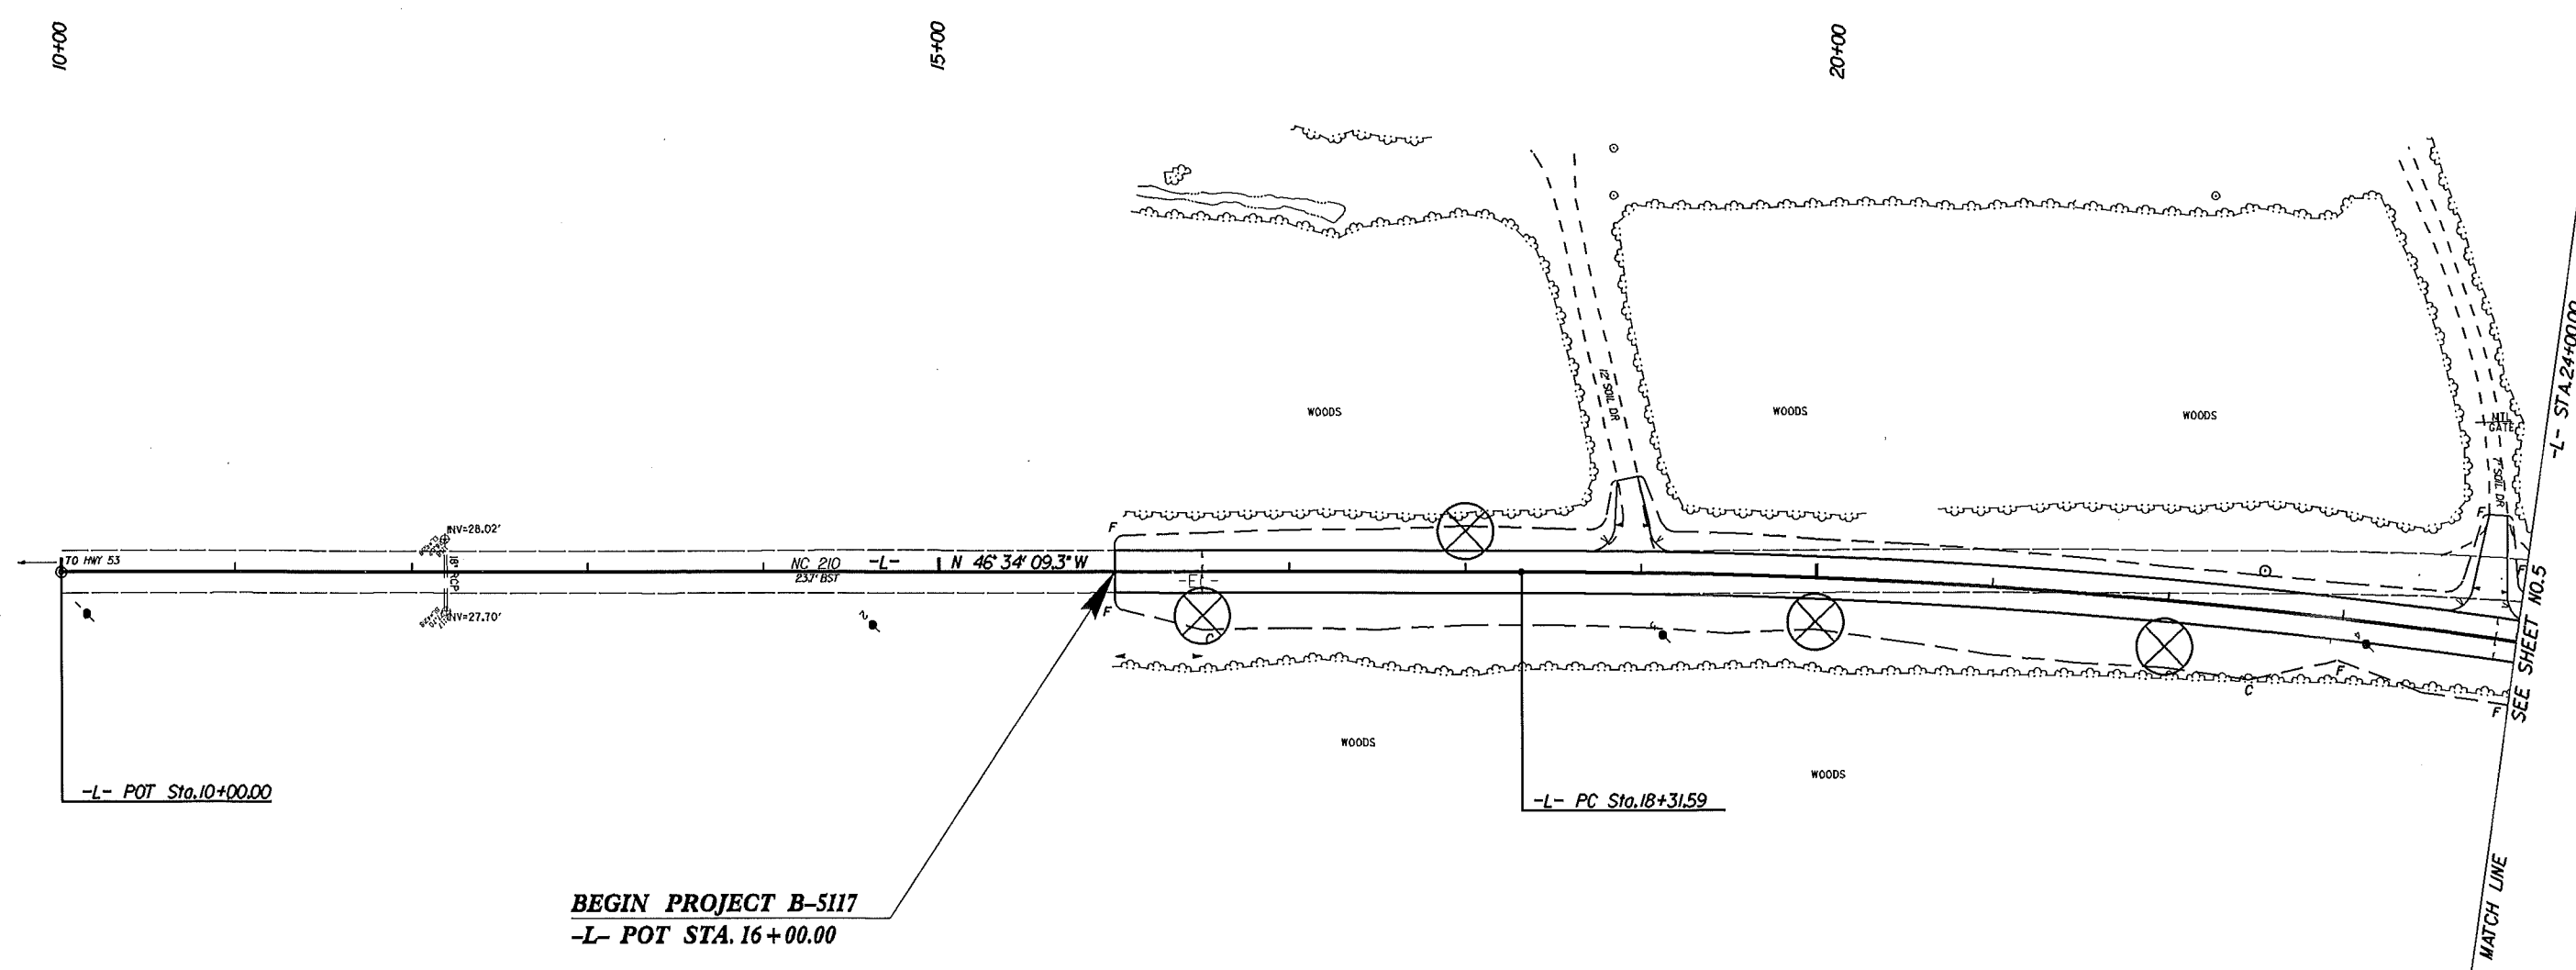 10+00
15+00
20+00
12' SOIL DR
WOODS
WOODS
WOODS
MTL
GATE
7' SOIL DR
-L- STA.24+00.00
INV=28.02'
18" RCP
INV=27.70'
TO HWY 53
NC 210
23.7' BST
-L-
N 46° 34' 09.3" W
F
F
-E-
C
F
F
F
C
F
SEE SHEET NO.5
WOODS
WOODS
-L- POT Sta.10+00.00
-L- PC Sta.18+31.59
BEGIN PROJECT B-5117
-L- POT STA. 16+00.00
MATCH LINE